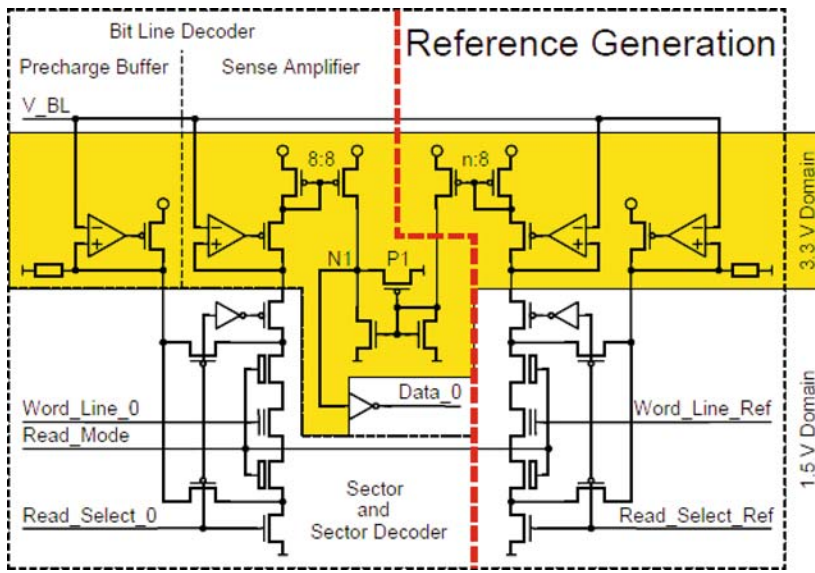 Bit Line Decoder
Reference Generation
Precharge Buffer
Sense Amplifier
V_BL
8:8
n:8
3.3 V Domain
N1
P1
Data_0
Word_Line_0
Word_Line_Ref
Read_Mode
1.5 V Domain
Sector
and
Sector Decoder
Read_Select_0
Read_Select_Ref